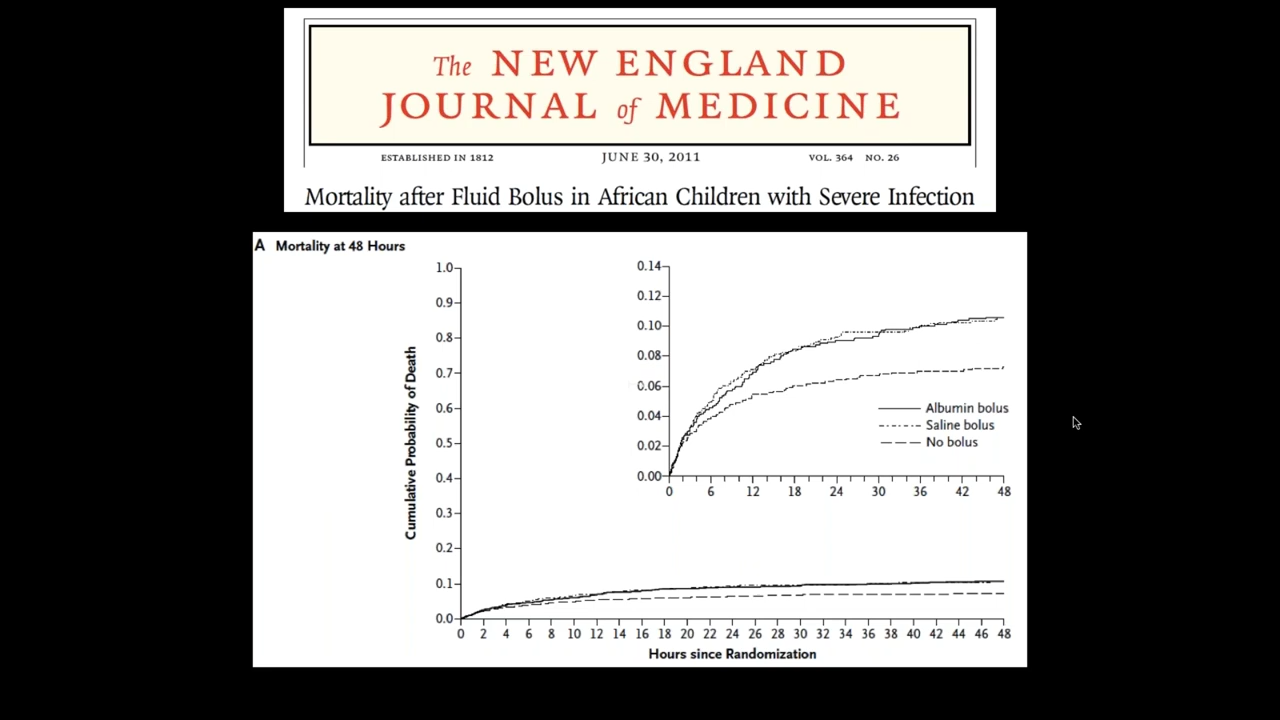 The NEW ENGLAND
JOURNAL of MEDICINE
ESTABLISHED IN 1812 JUNE 30, 2011 VOL. 364 NO. 26
Mortality after Fluid Bolus in African Children with Severe Infection
A Mortality at 48 Hours
Cumulative Probability of Death
1.0
0.9
0.8
0.7
0.6
0.5
0.4
0.3
0.2
0.1
0.0
0 2 4 6 8 10 12 14 16 18 20 22 24 26 28 30 32 34 36 38 40 42 44 46 48
Hours since Randomization
0.14
0.12
0.10
0.08
0.06
0.04
0.02
0.00
0 6 12 18 24 30 36 42 48
Albumin bolus
Saline bolus
No bolus